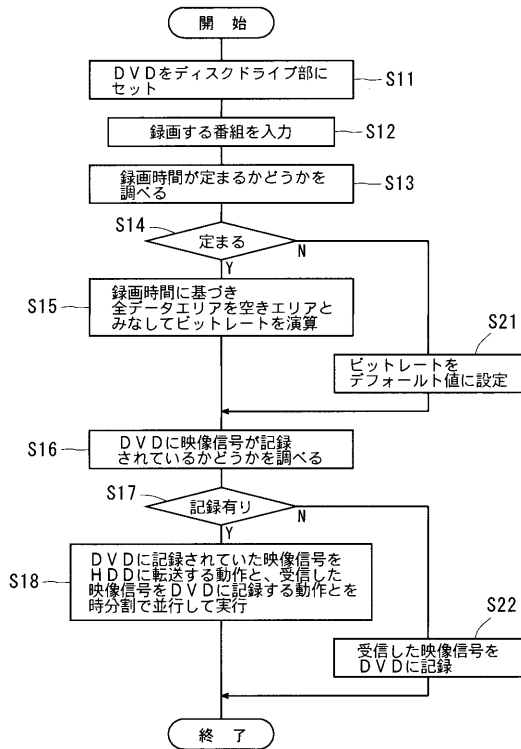 開 始
DVDをディスクドライブ部に
セット
S11
録画する番組を入力
S12
録画時間が定まるかどうかを
調べる
S13
S14
定まる
N
Y
S15
録画時間に基づき
全データエリアを空きエリアと
みなしてビットレートを演算
S21
ビットレートを
デフォールト値に設定
S16
DVDに映像信号が記録
されているかどうかを調べる
S17
記録有り
N
Y
S18
DVDに記録されていた映像信号を
HDDに転送する動作と、受信した
映像信号をDVDに記録する動作とを
時分割で並行して実行
S22
受信した映像信号を
DVDに記録
終 了